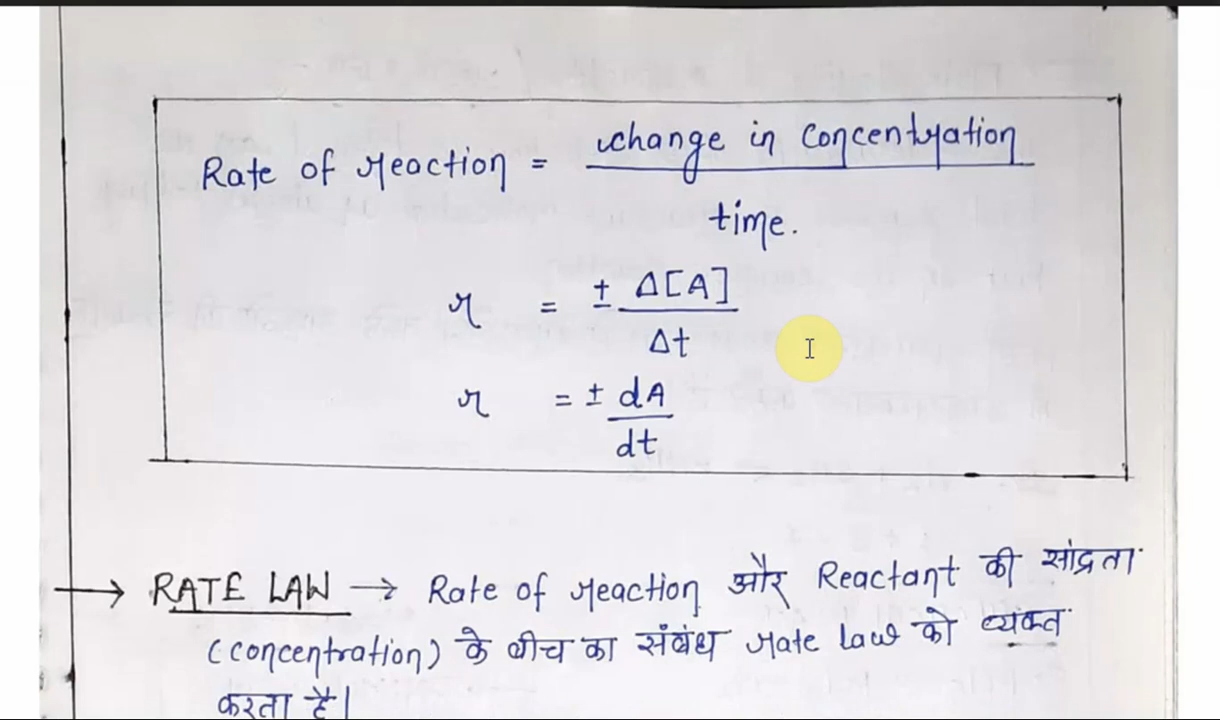 Rate of reaction = change in concentration
time.
r = ± Δ[A]
Δt
r = ± dA
dt
→ RATE LAW → Rate of reaction और Reactant की सांद्रता
(concentration) के बीच का संबंध rate law को व्यक्त
करता है।